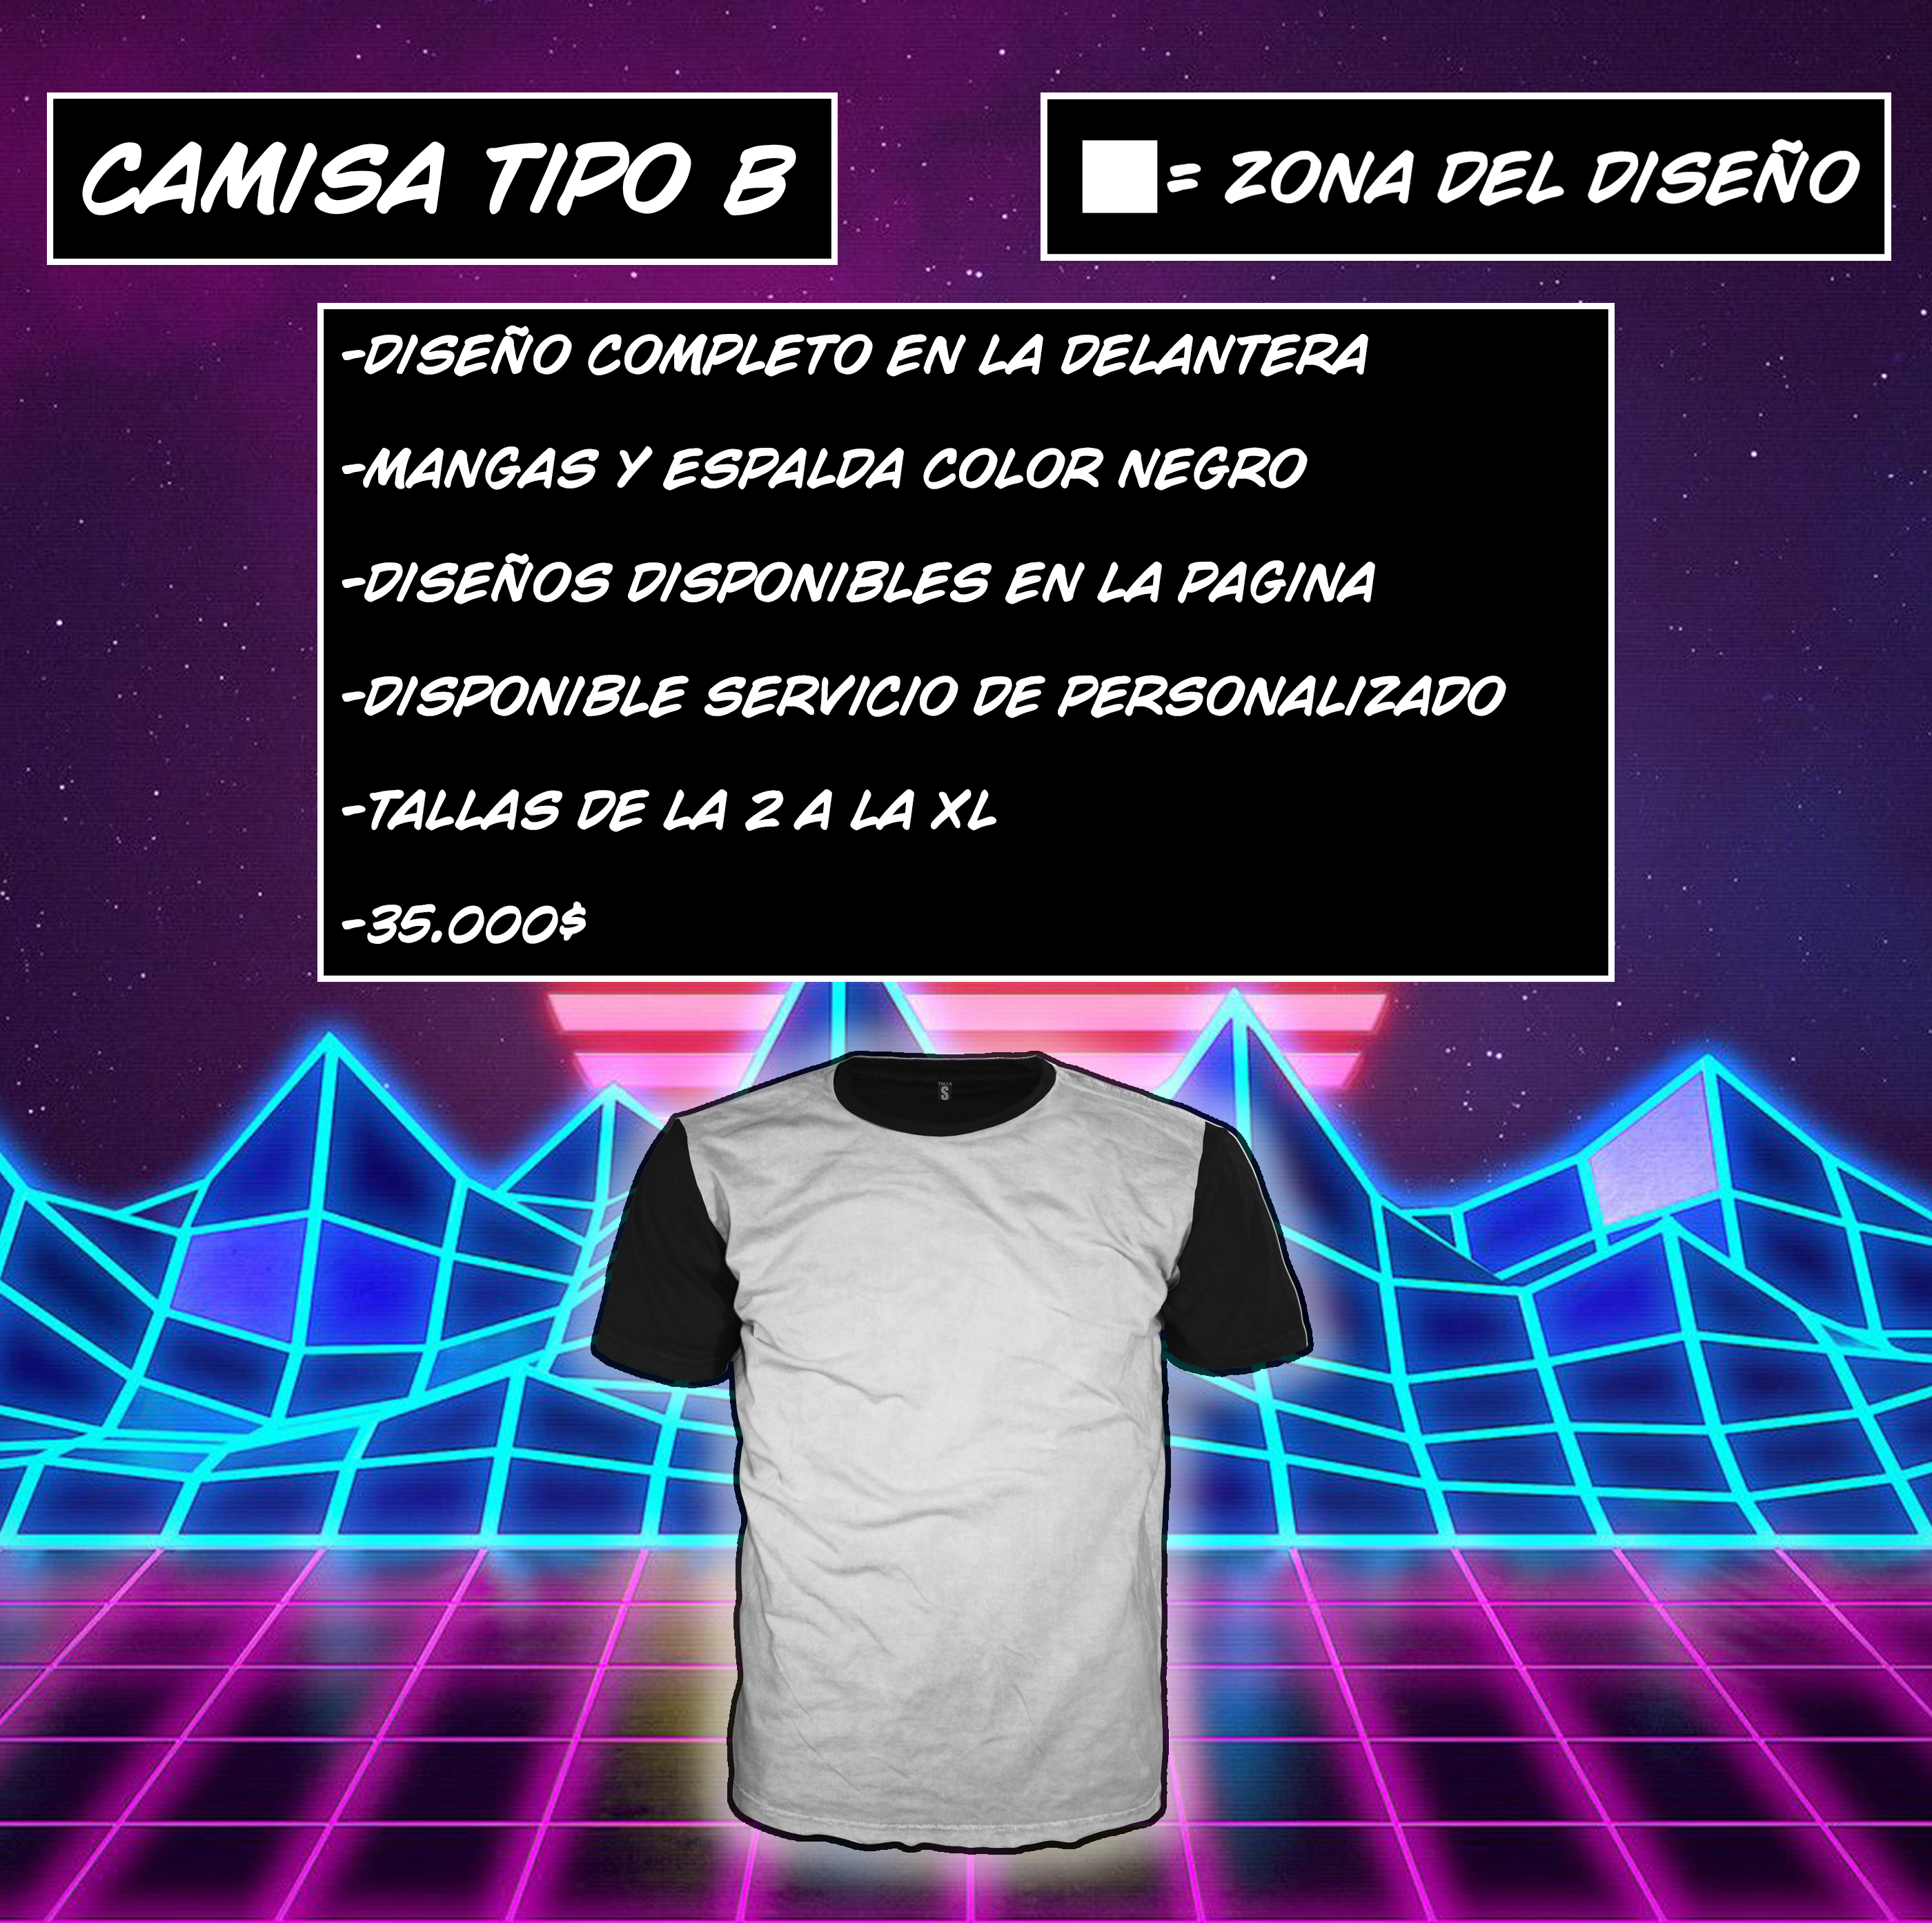 CAMISA TIPO B
= ZONA DEL DISEÑO
-DISEÑO COMPLETO EN LA DELANTERA
-MANGAS Y ESPALDA COLOR NEGRO
-DISEÑOS DISPONIBLES EN LA PAGINA
-DISPONIBLE SERVICIO DE PERSONALIZADO
-TALLAS DE LA 2 A LA XL
-35.000$
TALLA
S